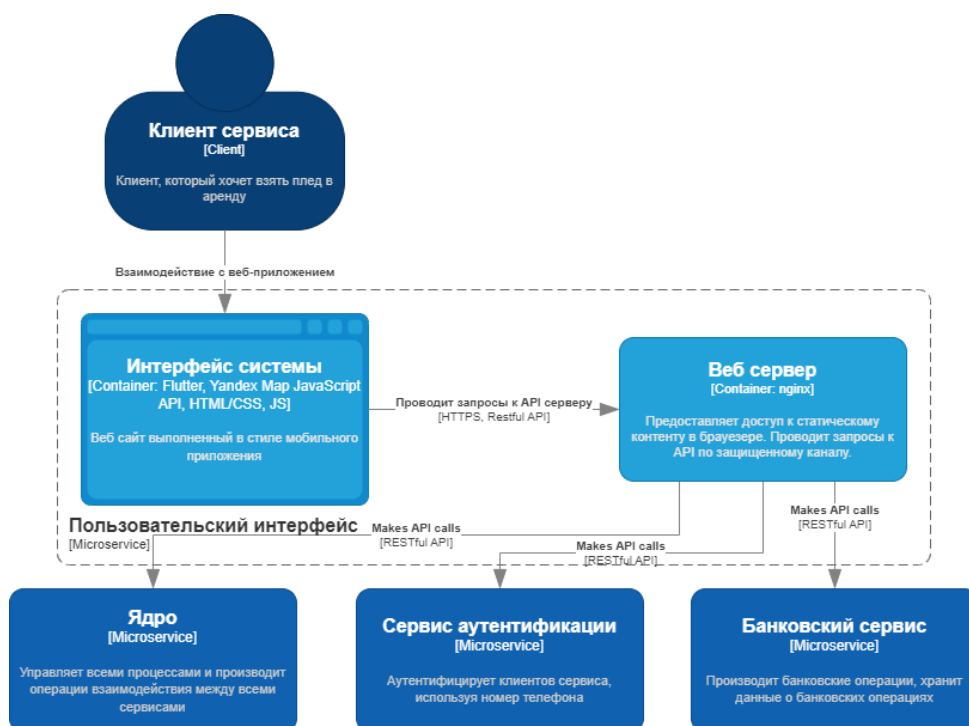 Клиент сервиса
[Client]
Клиент, который хочет взять плед в
аренду
Взаимодействие с веб-приложением
Интерфейс системы
[Container: Flutter, Yandex Map JavaScript
API, HTML/CSS, JS]
Веб сайт выполненный в стиле мобильного
приложения
Проводит запросы к API серверу
[HTTPS, Restful API]
Веб сервер
[Container: nginx]
Предоставляет доступ к статическому
контенту в браузере. Проводит запросы к
API по защищенному каналу.
Пользовательский интерфейс
[Microservice]
Makes API calls
[RESTful API]
Makes API calls
[RESTful API]
Makes API calls
[RESTful API]
Ядро
[Microservice]
Управляет всеми процессами и производит
операции взаимодействия между всеми
сервисами
Сервис аутентификации
[Microservice]
Аутентифицирует клиентов сервиса,
используя номер телефона
Банковский сервис
[Microservice]
Производит банковские операции, хранит
данные о банковских операциях